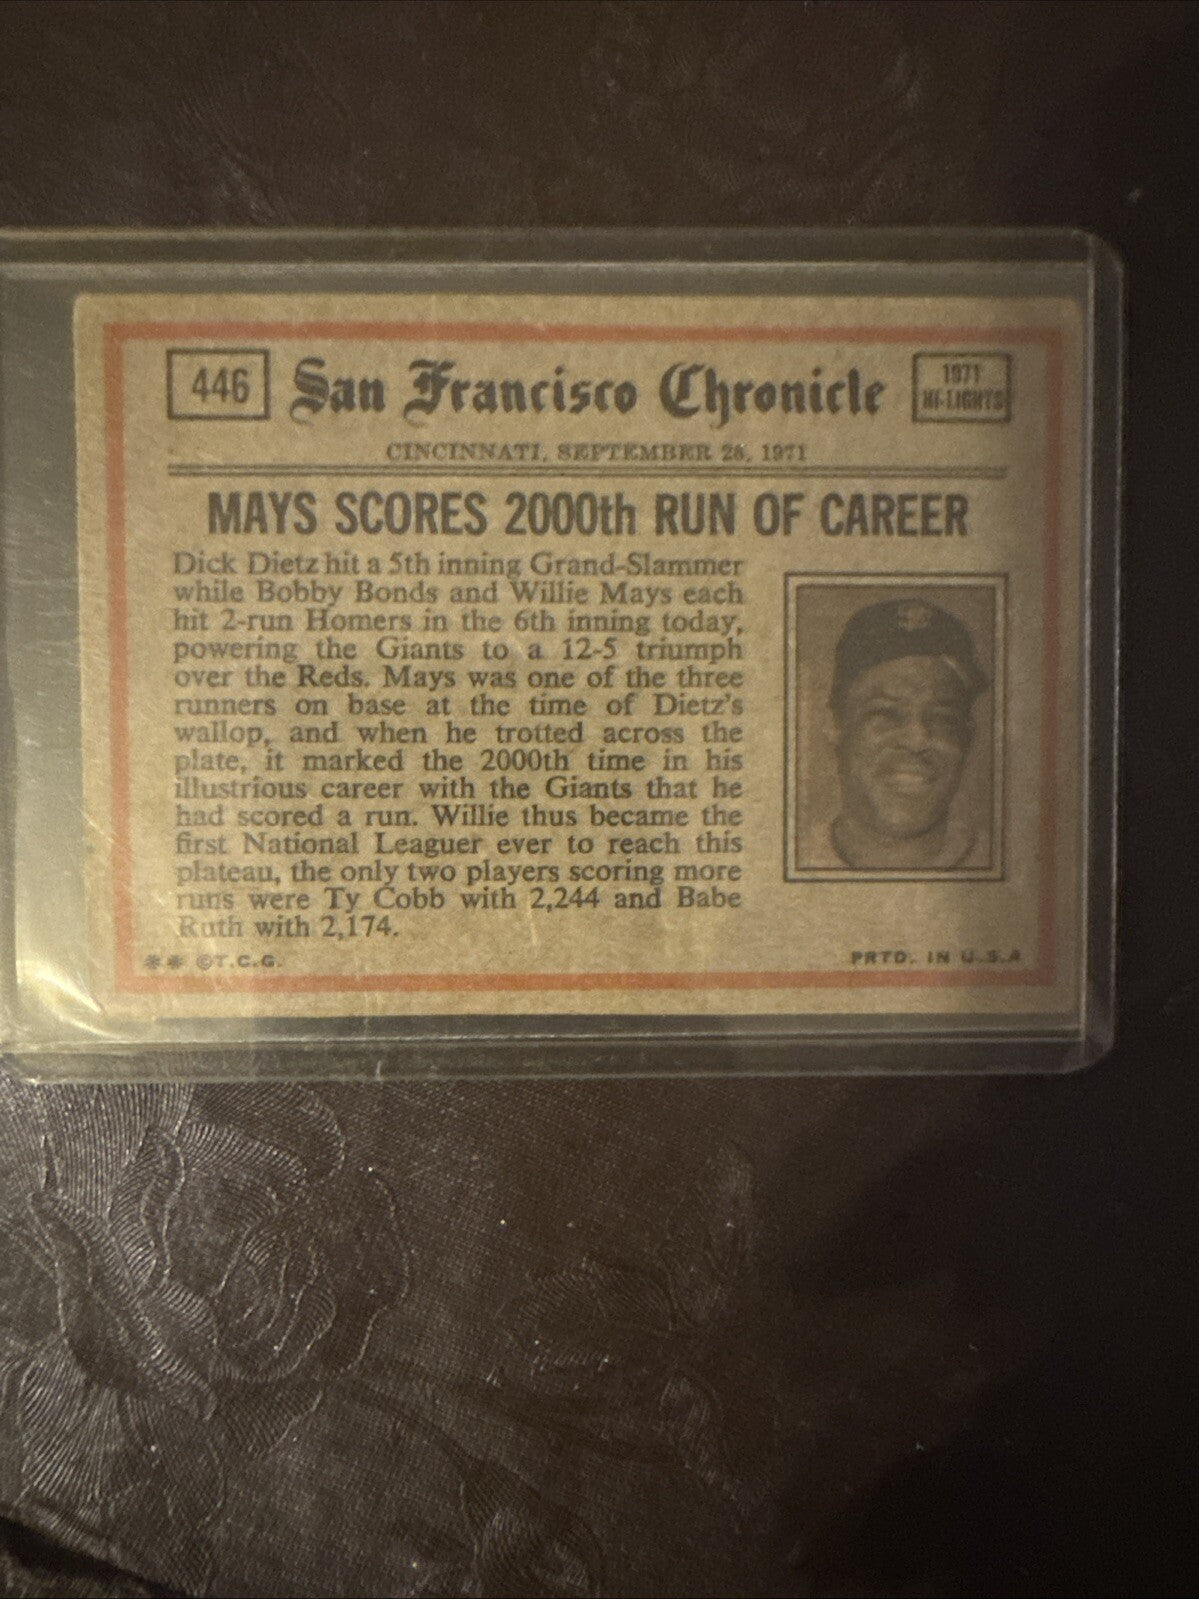 446
San Francisco Chronicle
1971
HI-LIGHTS
CINCINNATI, SEPTEMBER 28, 1971
MAYS SCORES 2000th RUN OF CAREER
Dick Dietz hit a 5th inning Grand-Slammer
while Bobby Bonds and Willie Mays each
hit 2-run Homers in the 6th inning today,
powering the Giants to a 12-5 triumph
over the Reds. Mays was one of the three
runners on base at the time of Dietz's
wallop, and when he trotted across the
plate, it marked the 2000th time in his
illustrious career with the Giants that he
had scored a run. Willie thus became the
first National Leaguer ever to reach this
plateau, the only two players scoring more
runs were Ty Cobb with 2,244 and Babe
Ruth with 2,174.
** ©T.C.G.
PRTD. IN U.S.A
SF